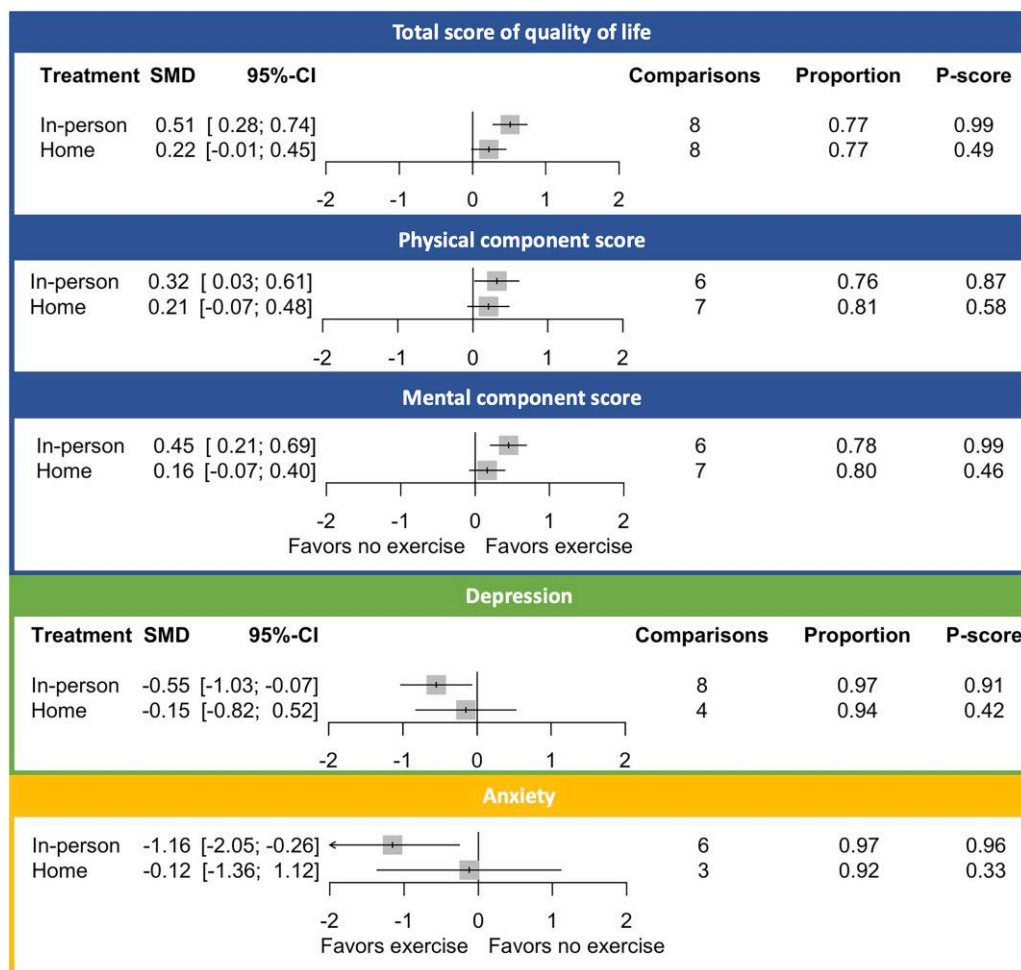 Total score of quality of life
Treatment SMD 95%-CI Comparisons Proportion P-score
In-person 0.51 [ 0.28; 0.74] 8 0.77 0.99
Home 0.22 [-0.01; 0.45] 8 0.77 0.49
-2 -1 0 1 2
Physical component score
In-person 0.32 [ 0.03; 0.61] 6 0.76 0.87
Home 0.21 [-0.07; 0.48] 7 0.81 0.58
-2 -1 0 1 2
Mental component score
In-person 0.45 [ 0.21; 0.69] 6 0.78 0.99
Home 0.16 [-0.07; 0.40] 7 0.80 0.46
-2 -1 0 1 2
Favors no exercise Favors exercise
Depression
Treatment SMD 95%-CI Comparisons Proportion P-score
In-person -0.55 [-1.03; -0.07] 8 0.97 0.91
Home -0.15 [-0.82; 0.52] 4 0.94 0.42
-2 -1 0 1 2
Anxiety
In-person -1.16 [-2.05; -0.26] 6 0.97 0.96
Home -0.12 [-1.36; 1.12] 3 0.92 0.33
-2 -1 0 1 2
Favors exercise Favors no exercise